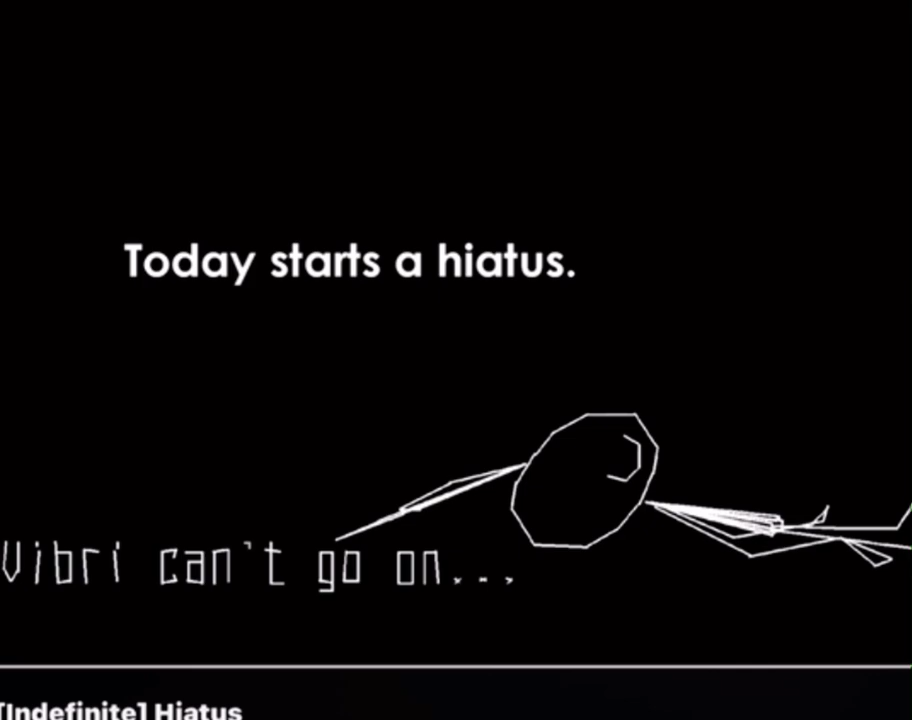 Today starts a hiatus.
Vibri can't go on...
[Indefinite] Hiatus